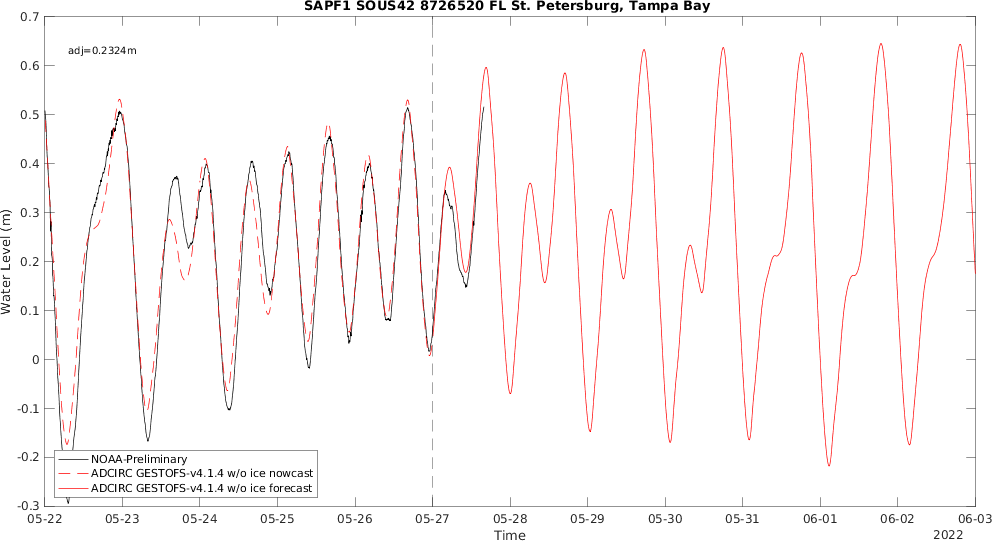 SAPF1 SOUS42 8726520 FL St. Petersburg, Tampa Bay
adj=0.2324m
Water Level (m)
0.7
0.6
0.5
0.4
0.3
0.2
0.1
0
-0.1
-0.2
-0.3
NOAA-Preliminary
ADCIRC GESTOFS-v4.1.4 w/o ice nowcast
ADCIRC GESTOFS-v4.1.4 w/o ice forecast
05-22 05-23 05-24 05-25 05-26 05-27 05-28 05-29 05-30 05-31 06-01 06-02 06-03
Time
2022